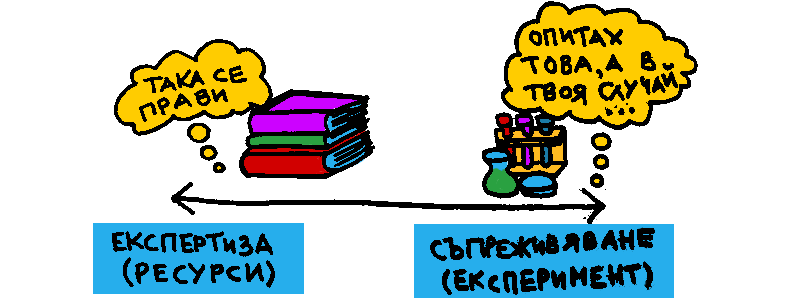 ТАКА СЕ
ПРАВИ
ОПИТАХ
ТОВА, А В
ТВОЯ СЛУЧАЙ
...
ЕКСПЕРТИЗА
(РЕСУРСИ)
СЪПРЕЖИВЯВАНЕ
(ЕКСПЕРИМЕНТ)